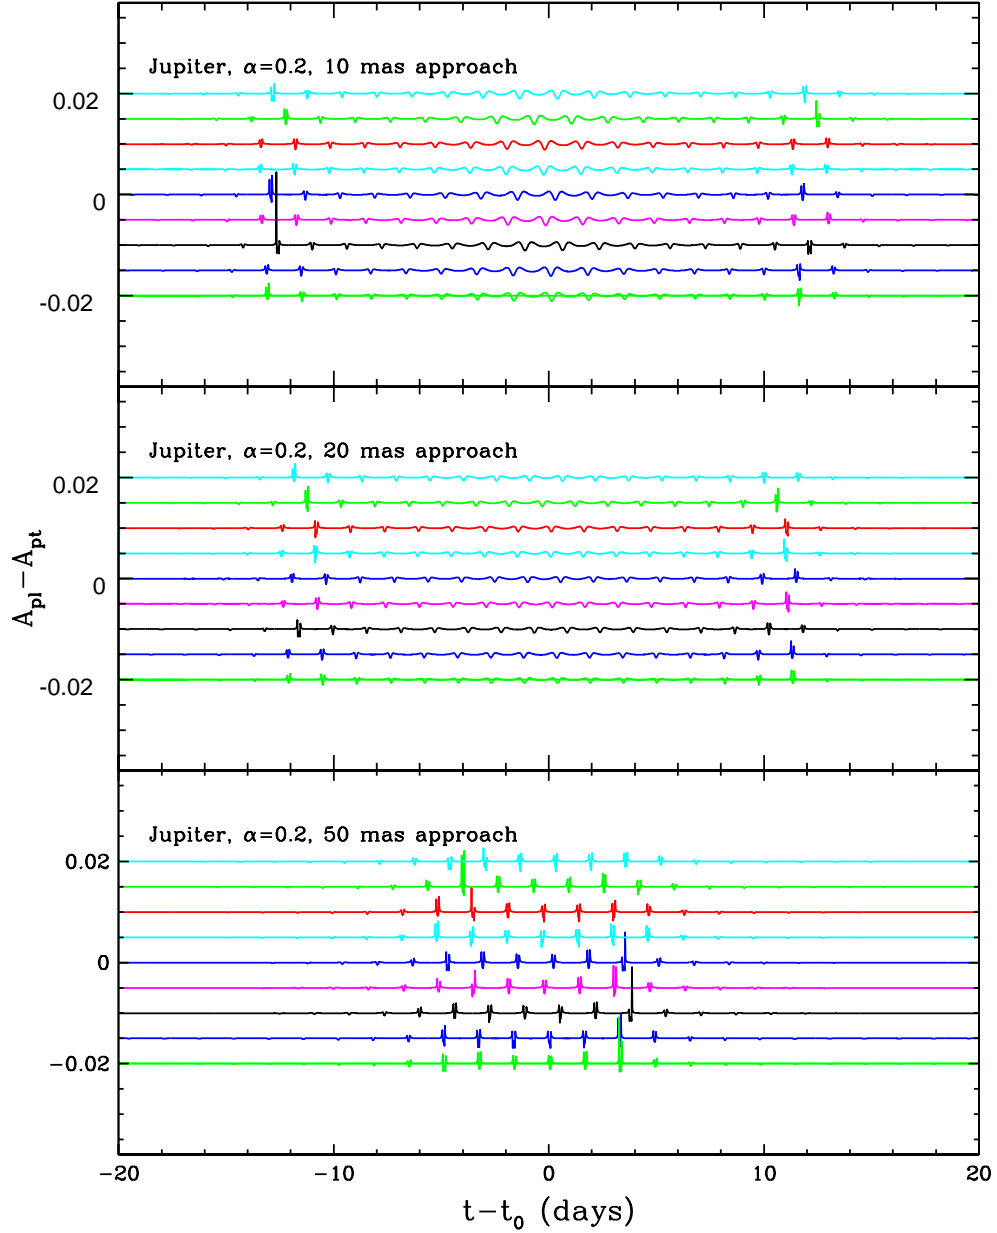 Jupiter, α=0.2, 10 mas approach
0.02
0
-0.02
Jupiter, α=0.2, 20 mas approach
0.02
0
-0.02
A_pl−A_pt
Jupiter, α=0.2, 50 mas approach
0.02
0
−0.02
−20 −10 0 10 20
t−t_0 (days)